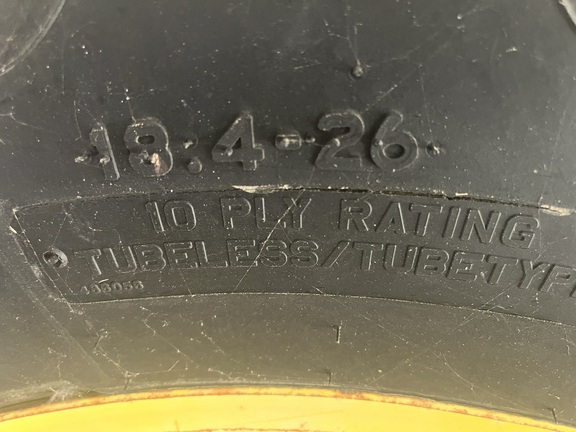 18.4-26
10 PLY RATING
TUBELESS/TUBETYPE